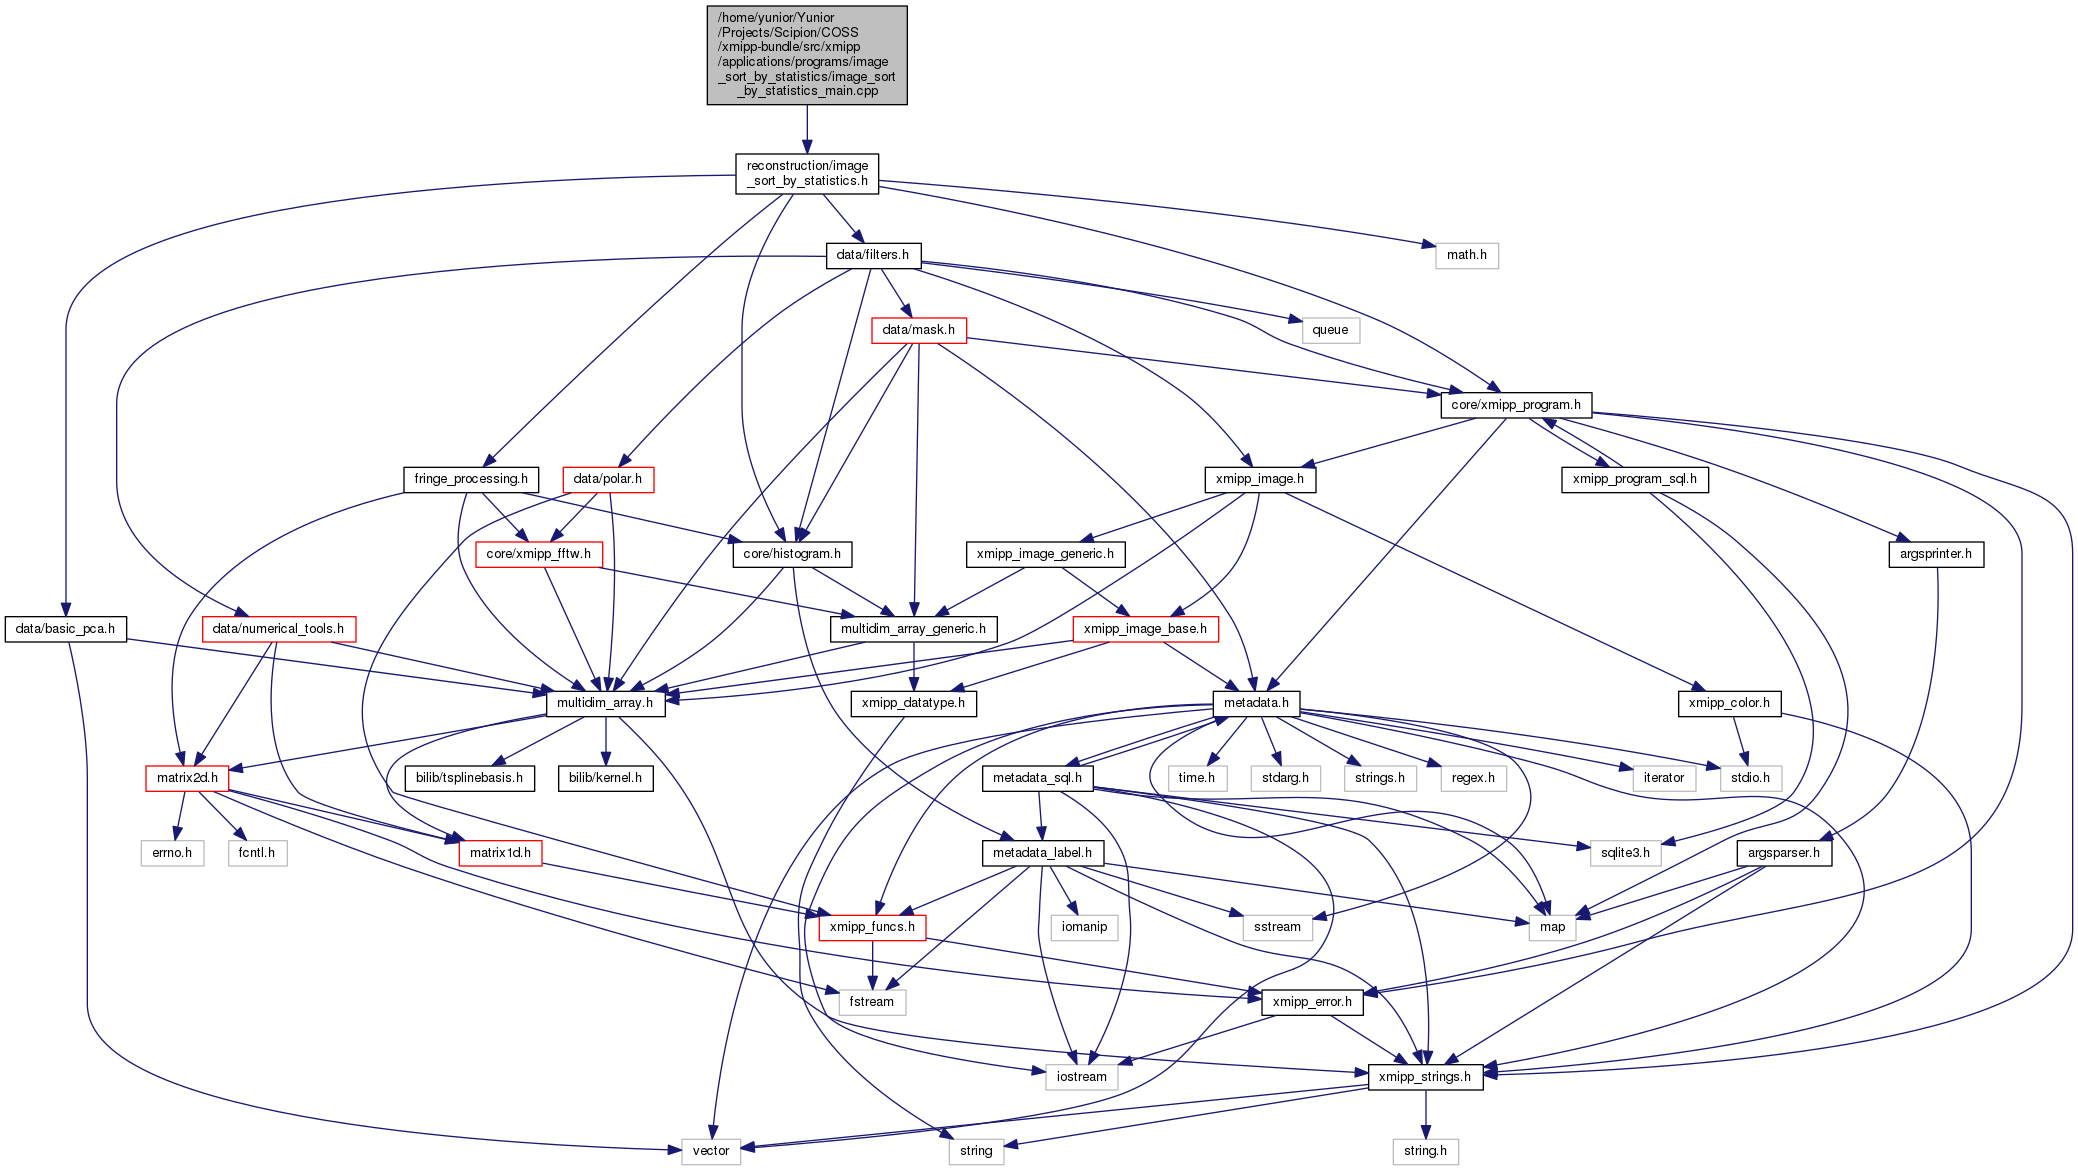 /home/yunior/Yunior
/Projects/Scipion/COSS
/xmipp-bundle/src/xmipp
/applications/programs/image
_sort_by_statistics/image_sort
_by_statistics_main.cpp
reconstruction/image
_sort_by_statistics.h
data/filters.h
math.h
data/mask.h
queue
core/xmipp_program.h
fringe_processing.h
data/polar.h
xmipp_image.h
xmipp_program_sql.h
core/xmipp_fftw.h
core/histogram.h
xmipp_image_generic.h
argsprinter.h
data/basic_pca.h
data/numerical_tools.h
multidim_array_generic.h
xmipp_image_base.h
multidim_array.h
xmipp_datatype.h
metadata.h
xmipp_color.h
matrix2d.h
bilib/tsplinebasis.h
bilib/kernel.h
metadata_sql.h
time.h
stdarg.h
strings.h
regex.h
iterator
stdio.h
errno.h
fcntl.h
matrix1d.h
metadata_label.h
sqlite3.h
argsparser.h
xmipp_funcs.h
iomanip
sstream
map
fstream
xmipp_error.h
iostream
xmipp_strings.h
vector
string
string.h